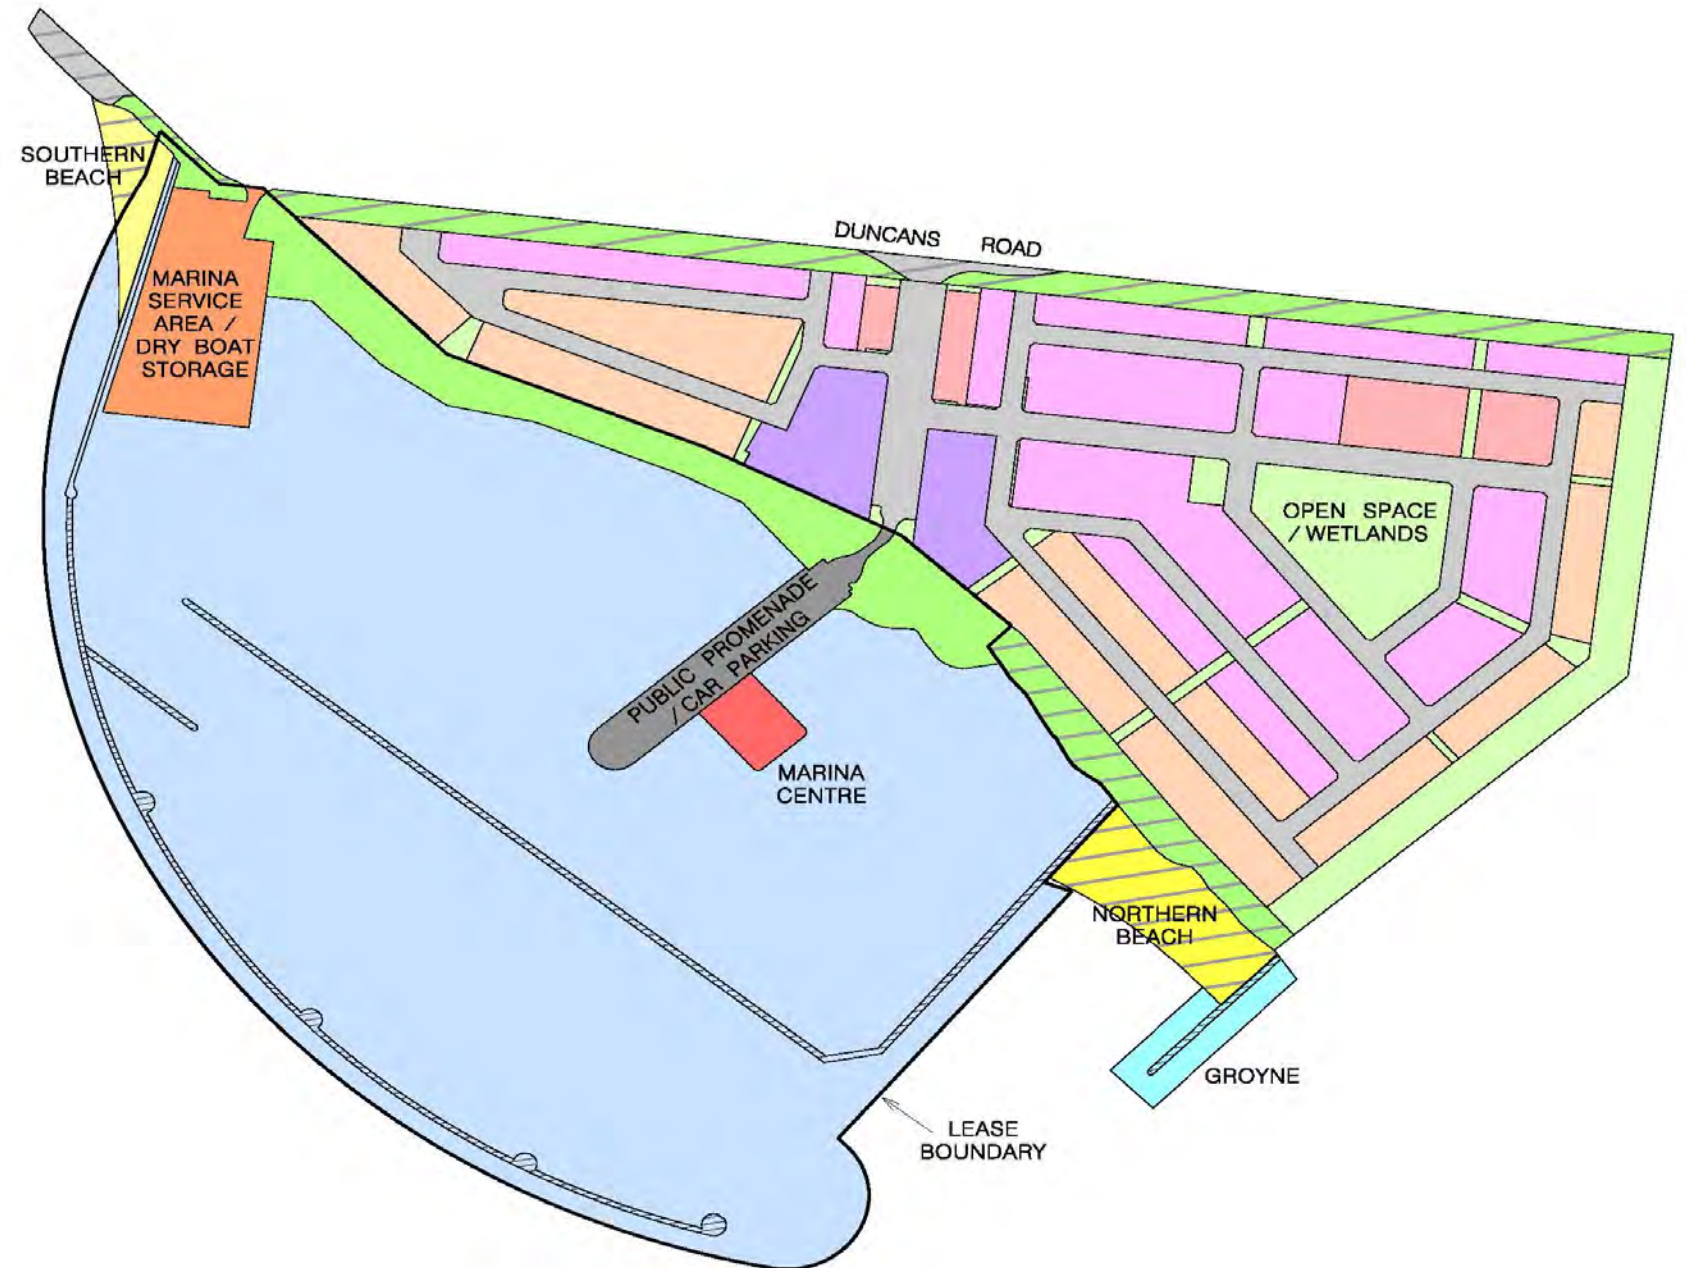 SOUTHERN
BEACH
DUNCANS ROAD
MARINA
SERVICE
AREA /
DRY BOAT
STORAGE
OPEN SPACE
/ WETLANDS
PUBLIC PROMENADE
/ CAR PARKING
MARINA
CENTRE
NORTHERN
BEACH
GROYNE
LEASE
BOUNDARY